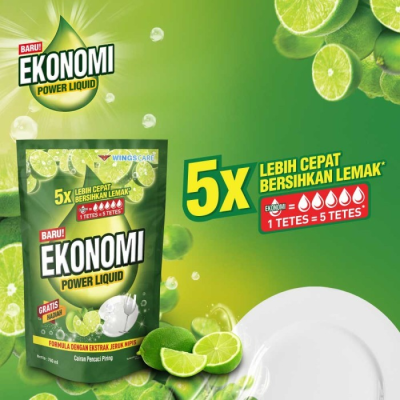 BARU!
EKONOMI
POWER LIQUID
WINGS CARE
5X LEBIH CEPAT
BERSIHKAN LEMAK*
1 TETES = 5 TETES*
BARU!
EKONOMI
POWER LIQUID
GRATIS
FORMULA DENGAN EKSTRAK JERUK NIPIS
Cairan Pencuci Piring
5X LEBIH CEPAT
BERSIHKAN LEMAK*
EKONOMI =
1 TETES = 5 TETES*